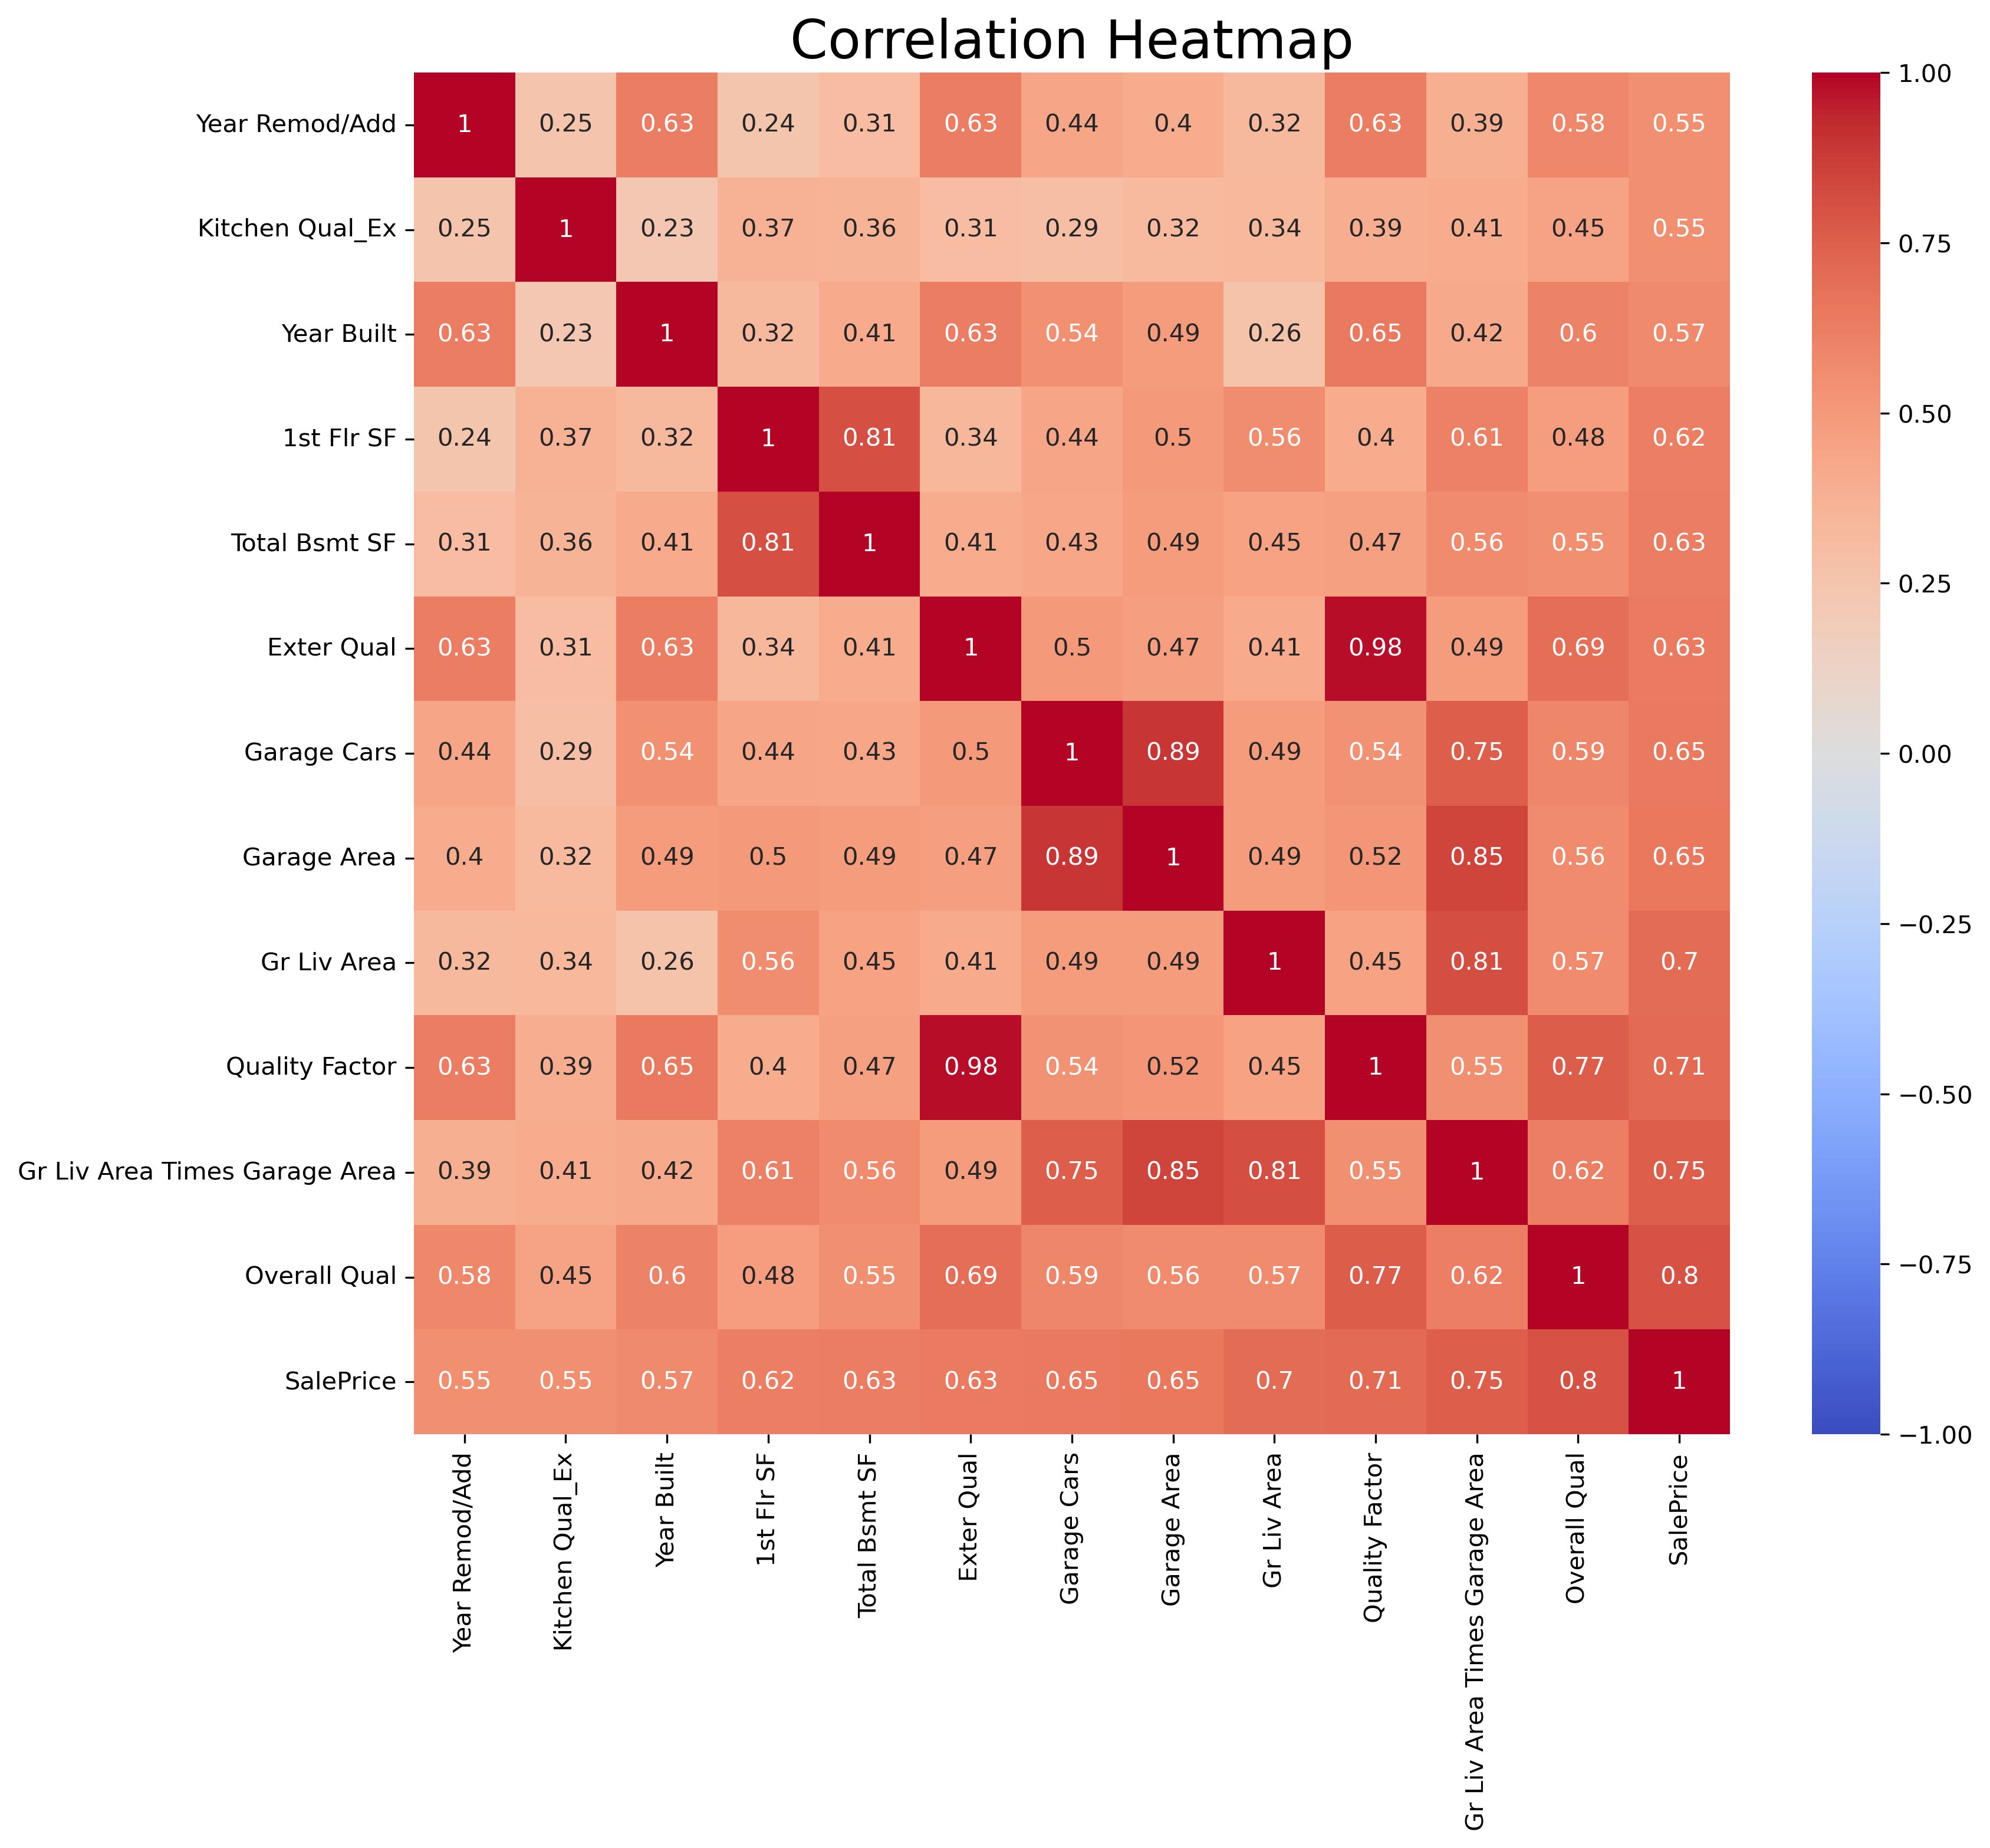 Correlation Heatmap
Year Remod/Add 1 0.25 0.63 0.24 0.31 0.63 0.44 0.4 0.32 0.63 0.39 0.58 0.55
Kitchen Qual_Ex 0.25 1 0.23 0.37 0.36 0.31 0.29 0.32 0.34 0.39 0.41 0.45 0.55
Year Built 0.63 0.23 1 0.32 0.41 0.63 0.54 0.49 0.26 0.65 0.42 0.6 0.57
1st Flr SF 0.24 0.37 0.32 1 0.81 0.34 0.44 0.5 0.56 0.4 0.61 0.48 0.62
Total Bsmt SF 0.31 0.36 0.41 0.81 1 0.41 0.43 0.49 0.45 0.47 0.56 0.55 0.63
Exter Qual 0.63 0.31 0.63 0.34 0.41 1 0.5 0.47 0.41 0.98 0.49 0.69 0.63
Garage Cars 0.44 0.29 0.54 0.44 0.43 0.5 1 0.89 0.49 0.54 0.75 0.59 0.65
Garage Area 0.4 0.32 0.49 0.5 0.49 0.47 0.89 1 0.49 0.52 0.85 0.56 0.65
Gr Liv Area 0.32 0.34 0.26 0.56 0.45 0.41 0.49 0.49 1 0.45 0.81 0.57 0.7
Quality Factor 0.63 0.39 0.65 0.4 0.47 0.98 0.54 0.52 0.45 1 0.55 0.77 0.71
Gr Liv Area Times Garage Area 0.39 0.41 0.42 0.61 0.56 0.49 0.75 0.85 0.81 0.55 1 0.62 0.75
Overall Qual 0.58 0.45 0.6 0.48 0.55 0.69 0.59 0.56 0.57 0.77 0.62 1 0.8
SalePrice 0.55 0.55 0.57 0.62 0.63 0.63 0.65 0.65 0.7 0.71 0.75 0.8 1
Year Remod/Add
Kitchen Qual_Ex
Year Built
1st Flr SF
Total Bsmt SF
Exter Qual
Garage Cars
Garage Area
Gr Liv Area
Quality Factor
Gr Liv Area Times Garage Area
Overall Qual
SalePrice
1.00
0.75
0.50
0.25
0.00
−0.25
−0.50
−0.75
−1.00